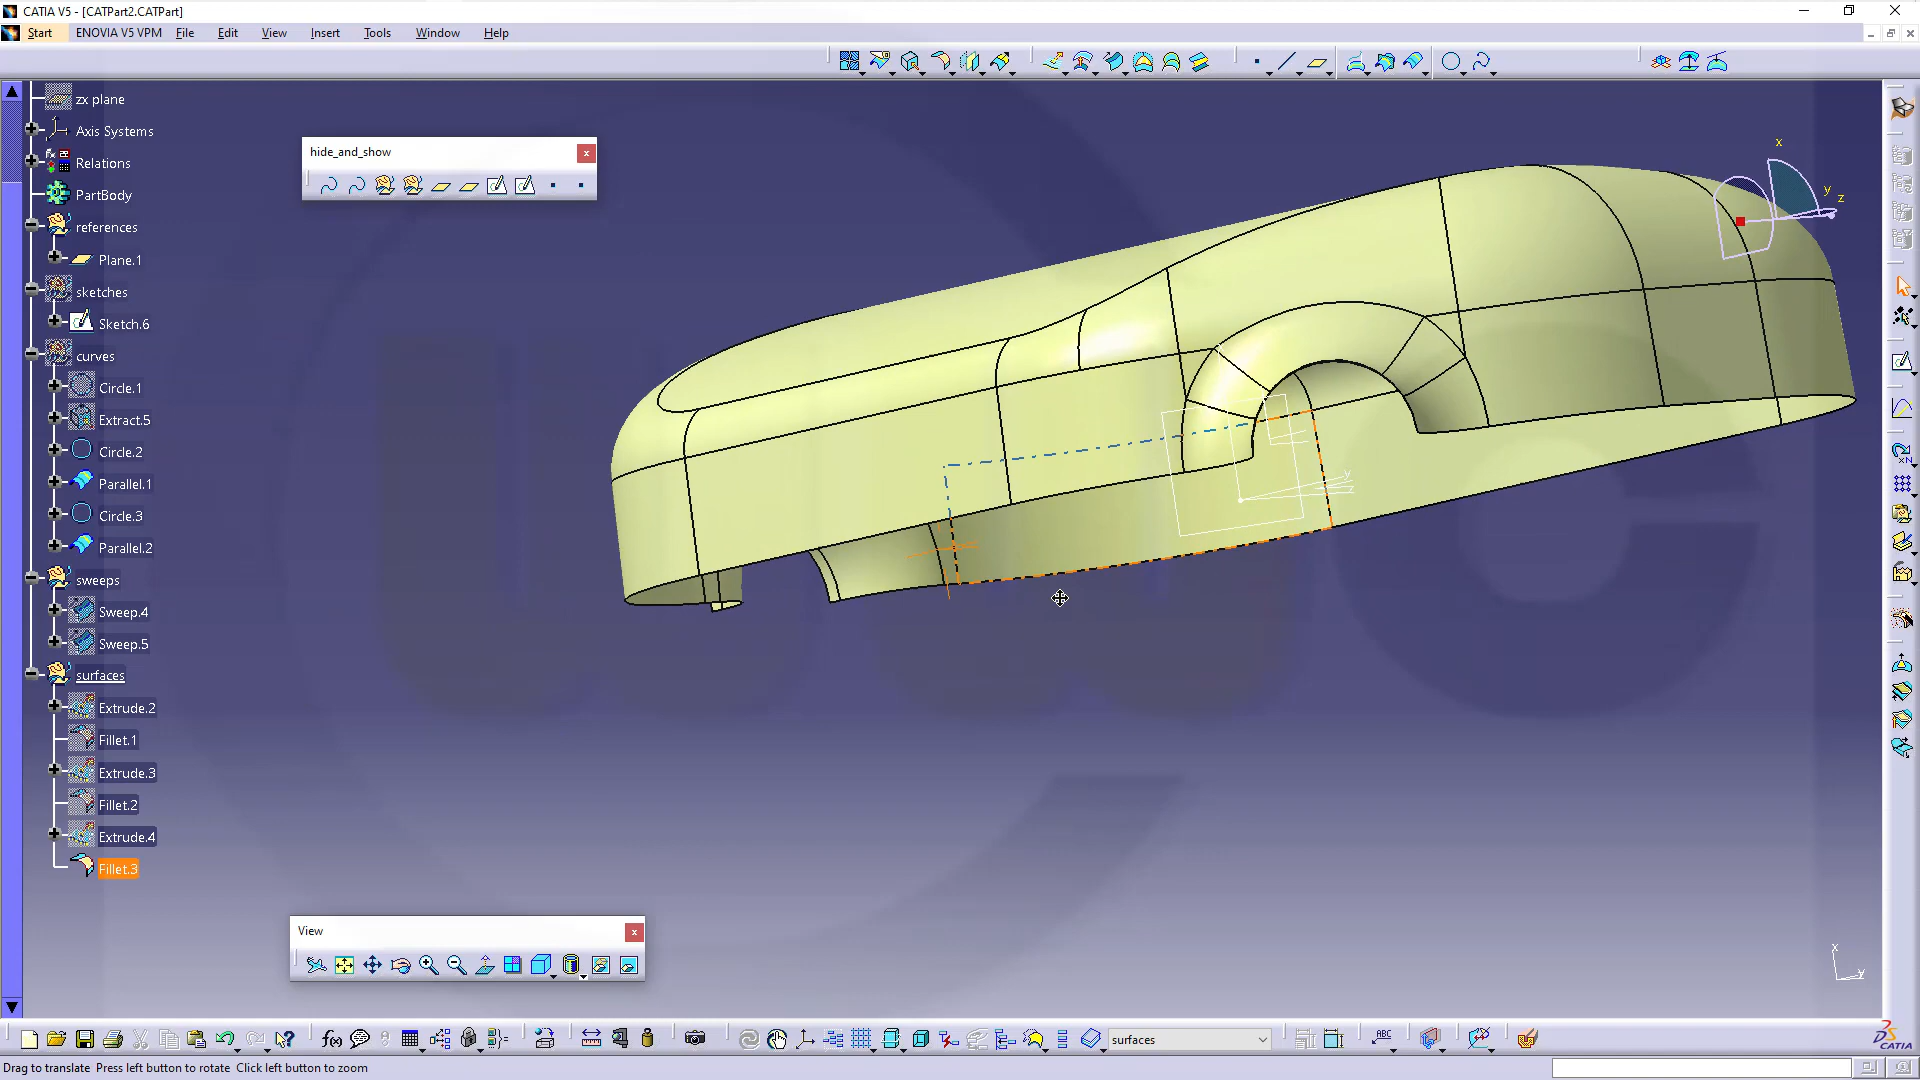 CATIA V5 - [CATPart2.CATPart]
Start ENOVIA V5 VPM File Edit View Insert Tools Window Help
zx plane
Axis Systems
Relations
PartBody
references
Plane.1
sketches
Sketch.6
curves
Circle.1
Extract.5
Circle.2
Parallel.1
Circle.3
Parallel.2
sweeps
Sweep.4
Sweep.5
surfaces
Extrude.2
Fillet.1
Extrude.3
Fillet.2
Extrude.4
Fillet.3
hide_and_show
x
y
z
View
x
y
surfaces
ABC
CATIA
Drag to translate Press left button to rotate Click left button to zoom